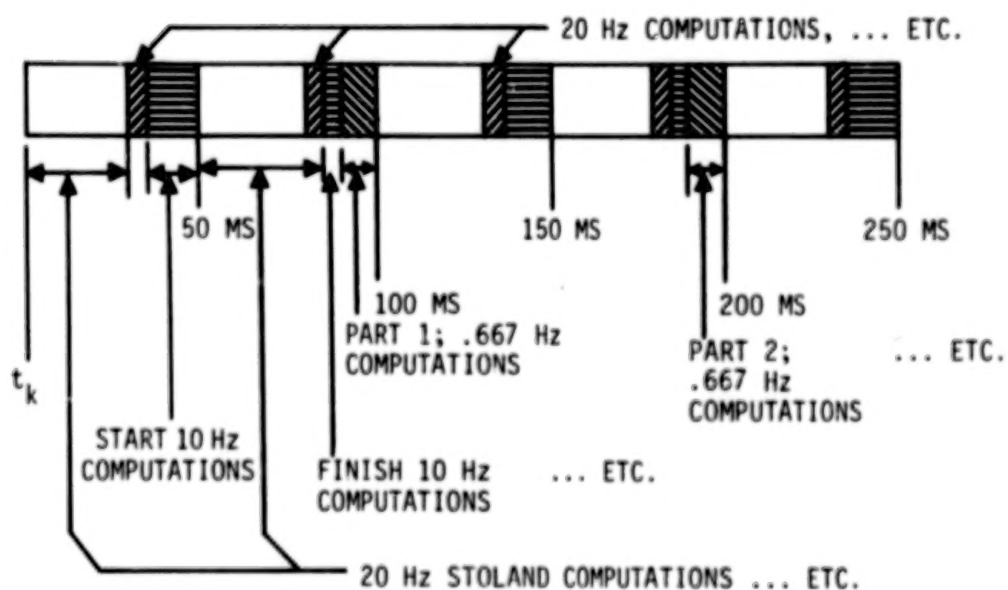 20 Hz COMPUTATIONS, ... ETC.
50 MS
150 MS
250 MS
100 MS
200 MS
PART 1; .667 Hz
COMPUTATIONS
PART 2;
.667 Hz
COMPUTATIONS
... ETC.
t_k
START 10 Hz
COMPUTATIONS
FINISH 10 Hz
COMPUTATIONS
... ETC.
20 Hz STOLAND COMPUTATIONS ... ETC.